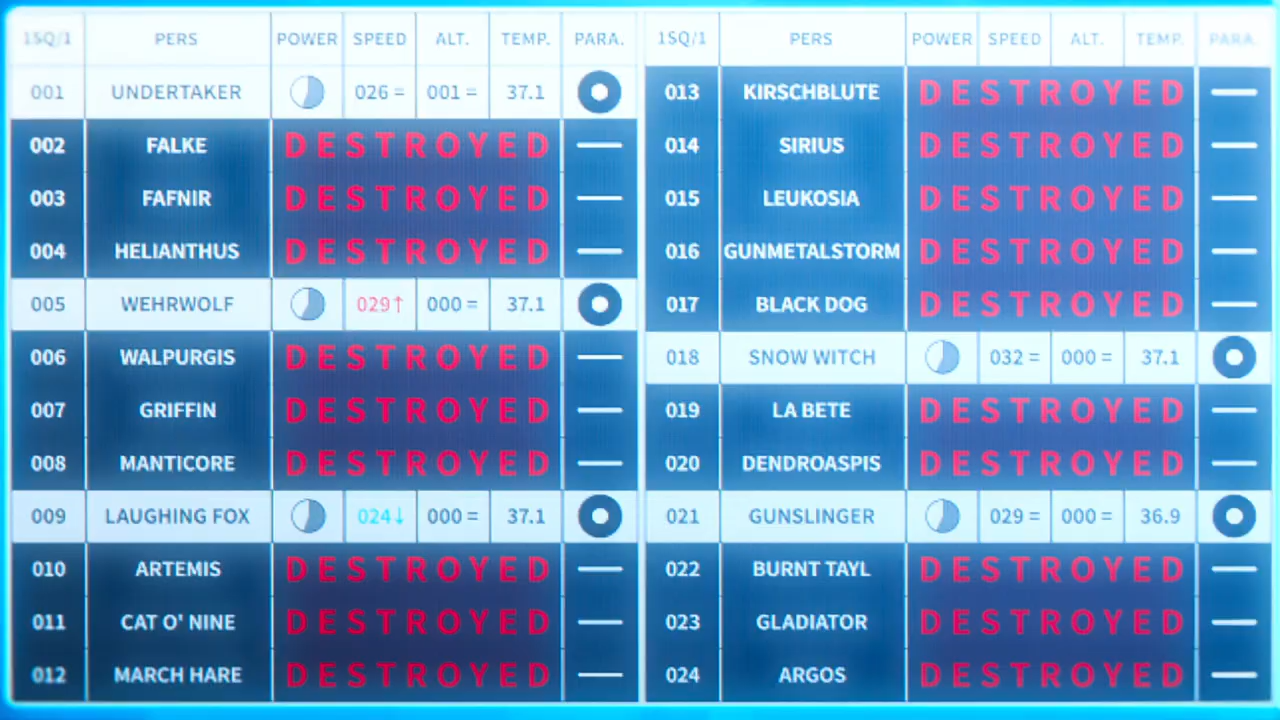 1SQ/1 PERS POWER SPEED ALT. TEMP. PARA.
001 UNDERTAKER 026 = 001 = 37.1
002 FALKE DESTROYED —
003 FAFNIR DESTROYED —
004 HELIANTHUS DESTROYED —
005 WEHRWOLF 029↑ 000 = 37.1
006 WALPURGIS DESTROYED —
007 GRIFFIN DESTROYED —
008 MANTICORE DESTROYED —
009 LAUGHING FOX 024↓ 000 = 37.1
010 ARTEMIS DESTROYED —
011 CAT O' NINE DESTROYED —
012 MARCH HARE DESTROYED —
1SQ/1 PERS POWER SPEED ALT. TEMP. PARA.
013 KIRSCHBLUTE DESTROYED —
014 SIRIUS DESTROYED —
015 LEUKOSIA DESTROYED —
016 GUNMETALSTORM DESTROYED —
017 BLACK DOG DESTROYED —
018 SNOW WITCH 032 = 000 = 37.1
019 LA BETE DESTROYED —
020 DENDROASPIS DESTROYED —
021 GUNSLINGER 029 = 000 = 36.9
022 BURNT TAYL DESTROYED —
023 GLADIATOR DESTROYED —
024 ARGOS DESTROYED —